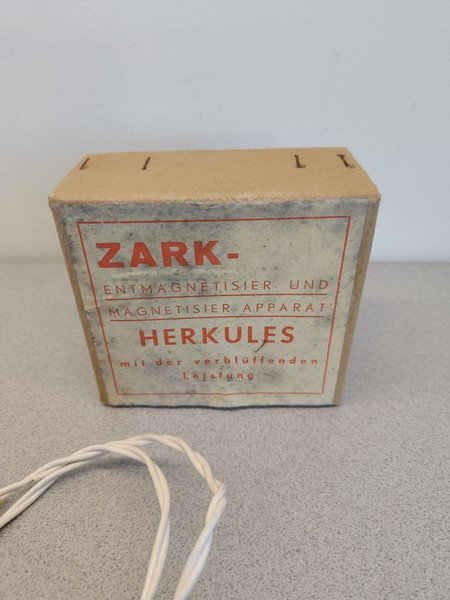 ZARK-
ENTMAGNETISIER- UND
MAGNETISIER-APPARAT
HERKULES
mit der verblüffenden
Leistung